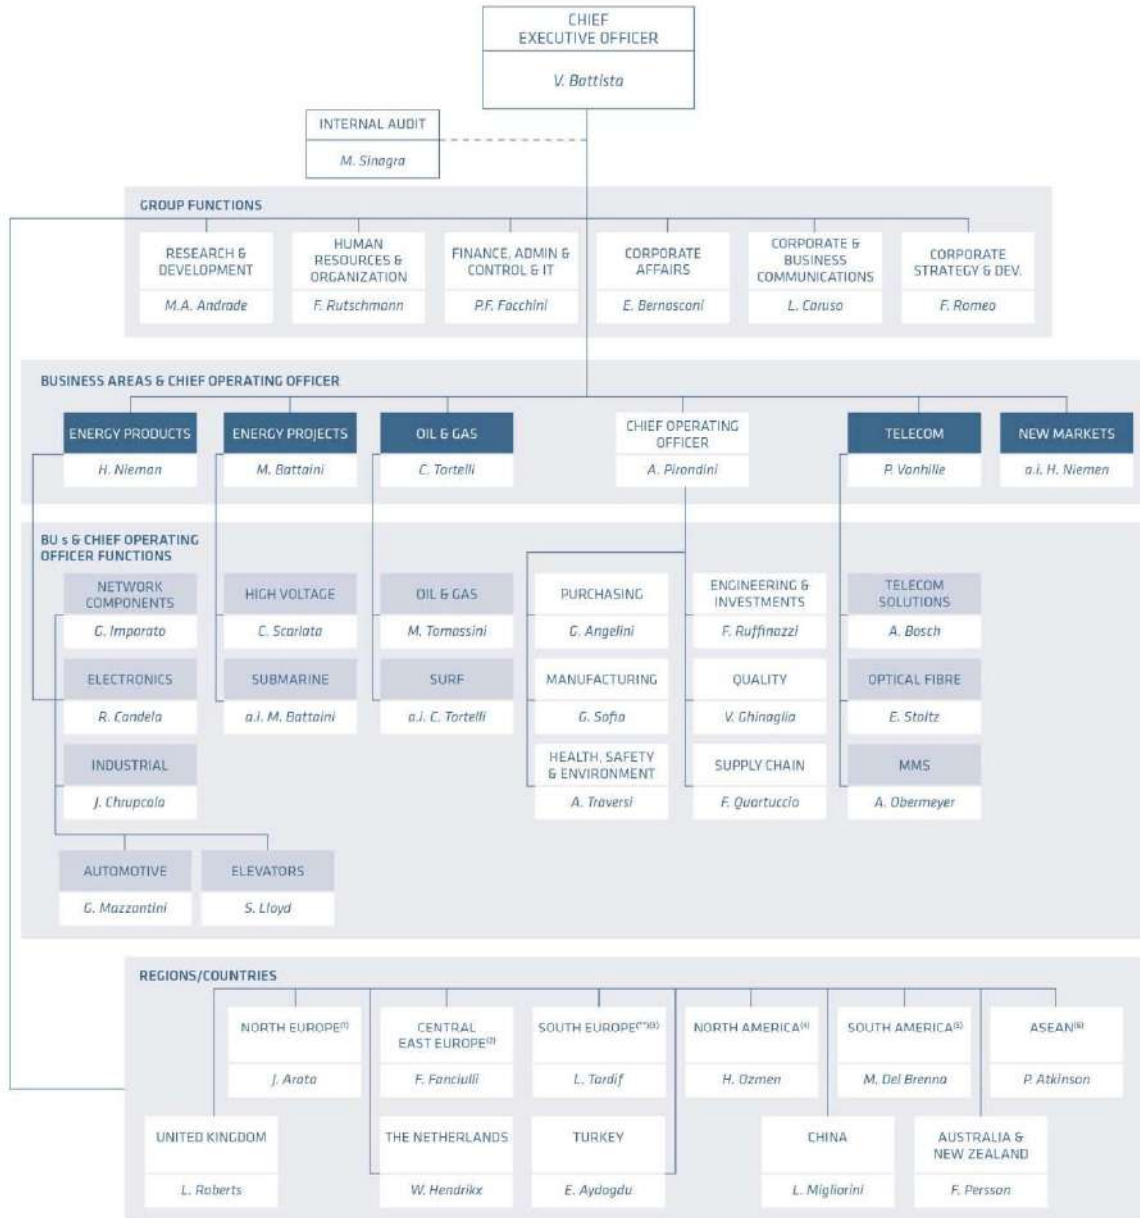 CHIEF
EXECUTIVE OFFICER
V. Battista
INTERNAL AUDIT
M. Sinagra
GROUP FUNCTIONS
RESEARCH &
DEVELOPMENT
M.A. Andrade
HUMAN
RESOURCES &
ORGANIZATION
F. Rutschmann
FINANCE, ADMIN &
CONTROL & IT
P.F. Facchini
CORPORATE
AFFAIRS
E. Bernasconi
CORPORATE &
BUSINESS
COMMUNICATIONS
L. Caruso
CORPORATE
STRATEGY & DEV.
F. Romeo
BUSINESS AREAS & CHIEF OPERATING OFFICER
ENERGY PRODUCTS
H. Nieman
ENERGY PROJECTS
M. Battaini
OIL & GAS
C. Tortelli
CHIEF OPERATING
OFFICER
A. Pirondini
TELECOM
P. Vanhille
NEW MARKETS
a.i. H. Niemen
BU s & CHIEF OPERATING
OFFICER FUNCTIONS
NETWORK
COMPONENTS
G. Imparato
HIGH VOLTAGE
C. Scarlata
OIL & GAS
M. Tomassini
PURCHASING
G. Angelini
ENGINEERING &
INVESTMENTS
F. Ruffinazzi
TELECOM
SOLUTIONS
A. Bosch
ELECTRONICS
R. Candela
SUBMARINE
a.i. M. Battaini
SURF
a.i. C. Tortelli
MANUFACTURING
G. Sofia
QUALITY
V. Ghinaglia
OPTICAL FIBRE
E. Stoltz
INDUSTRIAL
J. Chrupcala
HEALTH, SAFETY
& ENVIRONMENT
A. Traversi
SUPPLY CHAIN
F. Quartuccio
MMS
A. Obermeyer
AUTOMOTIVE
G. Mazzantini
ELEVATORS
S. Lloyd
REGIONS/COUNTRIES
NORTH EUROPE(1)
J. Arata
CENTRAL
EAST EUROPE(2)
F. Fanciulli
SOUTH EUROPE(**)(3)
L. Tardif
NORTH AMERICA(4)
H. Ozmen
SOUTH AMERICA(5)
M. Del Brenna
ASEAN(6)
P. Atkinson
UNITED KINGDOM
L. Roberts
THE NETHERLANDS
W. Hendrikx
TURKEY
E. Aydogdu
CHINA
L. Migliorini
AUSTRALIA &
NEW ZEALAND
F. Persson